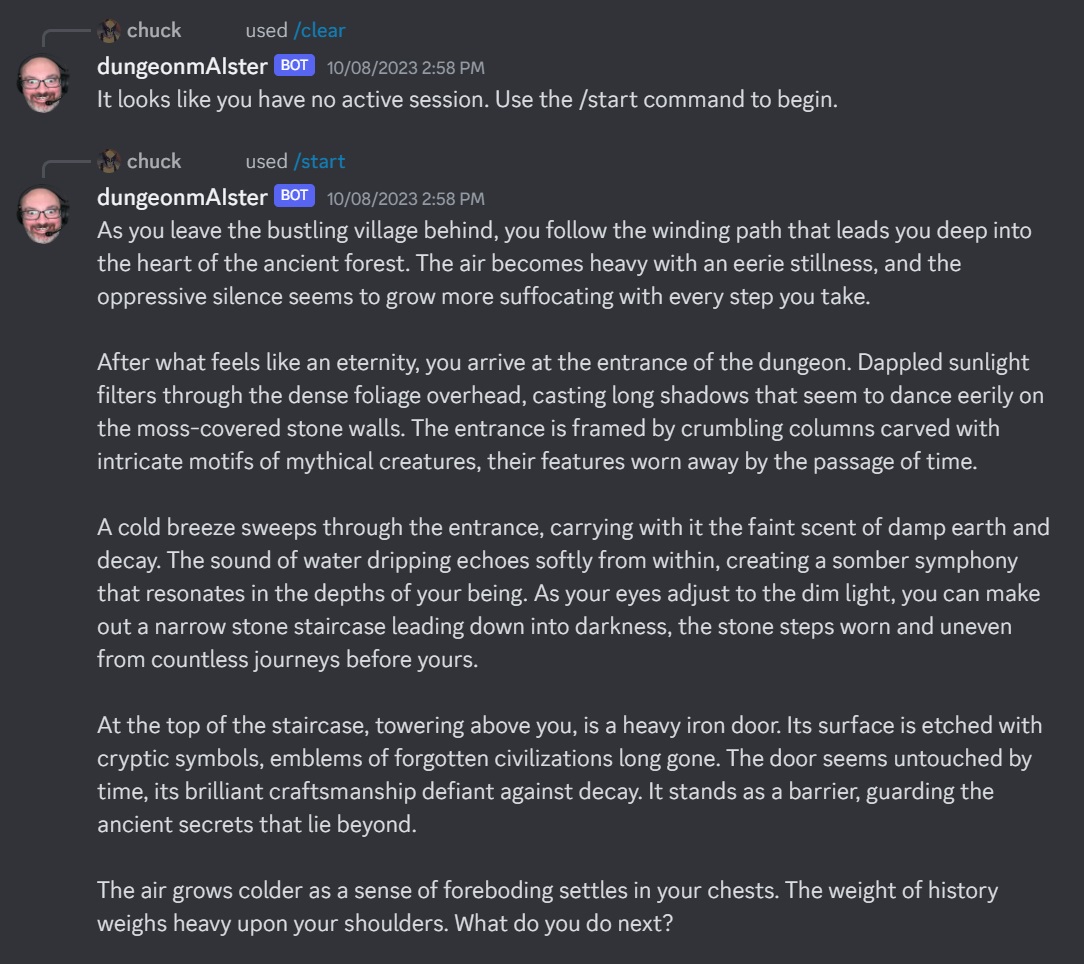 chuck used /clear
dungeonmAIster BOT 10/08/2023 2:58 PM
It looks like you have no active session. Use the /start command to begin.
chuck used /start
dungeonmAIster BOT 10/08/2023 2:58 PM
As you leave the bustling village behind, you follow the winding path that leads you deep into
the heart of the ancient forest. The air becomes heavy with an eerie stillness, and the
oppressive silence seems to grow more suffocating with every step you take.
After what feels like an eternity, you arrive at the entrance of the dungeon. Dappled sunlight
filters through the dense foliage overhead, casting long shadows that seem to dance eerily on
the moss-covered stone walls. The entrance is framed by crumbling columns carved with
intricate motifs of mythical creatures, their features worn away by the passage of time.
A cold breeze sweeps through the entrance, carrying with it the faint scent of damp earth and
decay. The sound of water dripping echoes softly from within, creating a somber symphony
that resonates in the depths of your being. As your eyes adjust to the dim light, you can make
out a narrow stone staircase leading down into darkness, the stone steps worn and uneven
from countless journeys before yours.
At the top of the staircase, towering above you, is a heavy iron door. Its surface is etched with
cryptic symbols, emblems of forgotten civilizations long gone. The door seems untouched by
time, its brilliant craftsmanship defiant against decay. It stands as a barrier, guarding the
ancient secrets that lie beyond.
The air grows colder as a sense of foreboding settles in your chests. The weight of history
weighs heavy upon your shoulders. What do you do next?